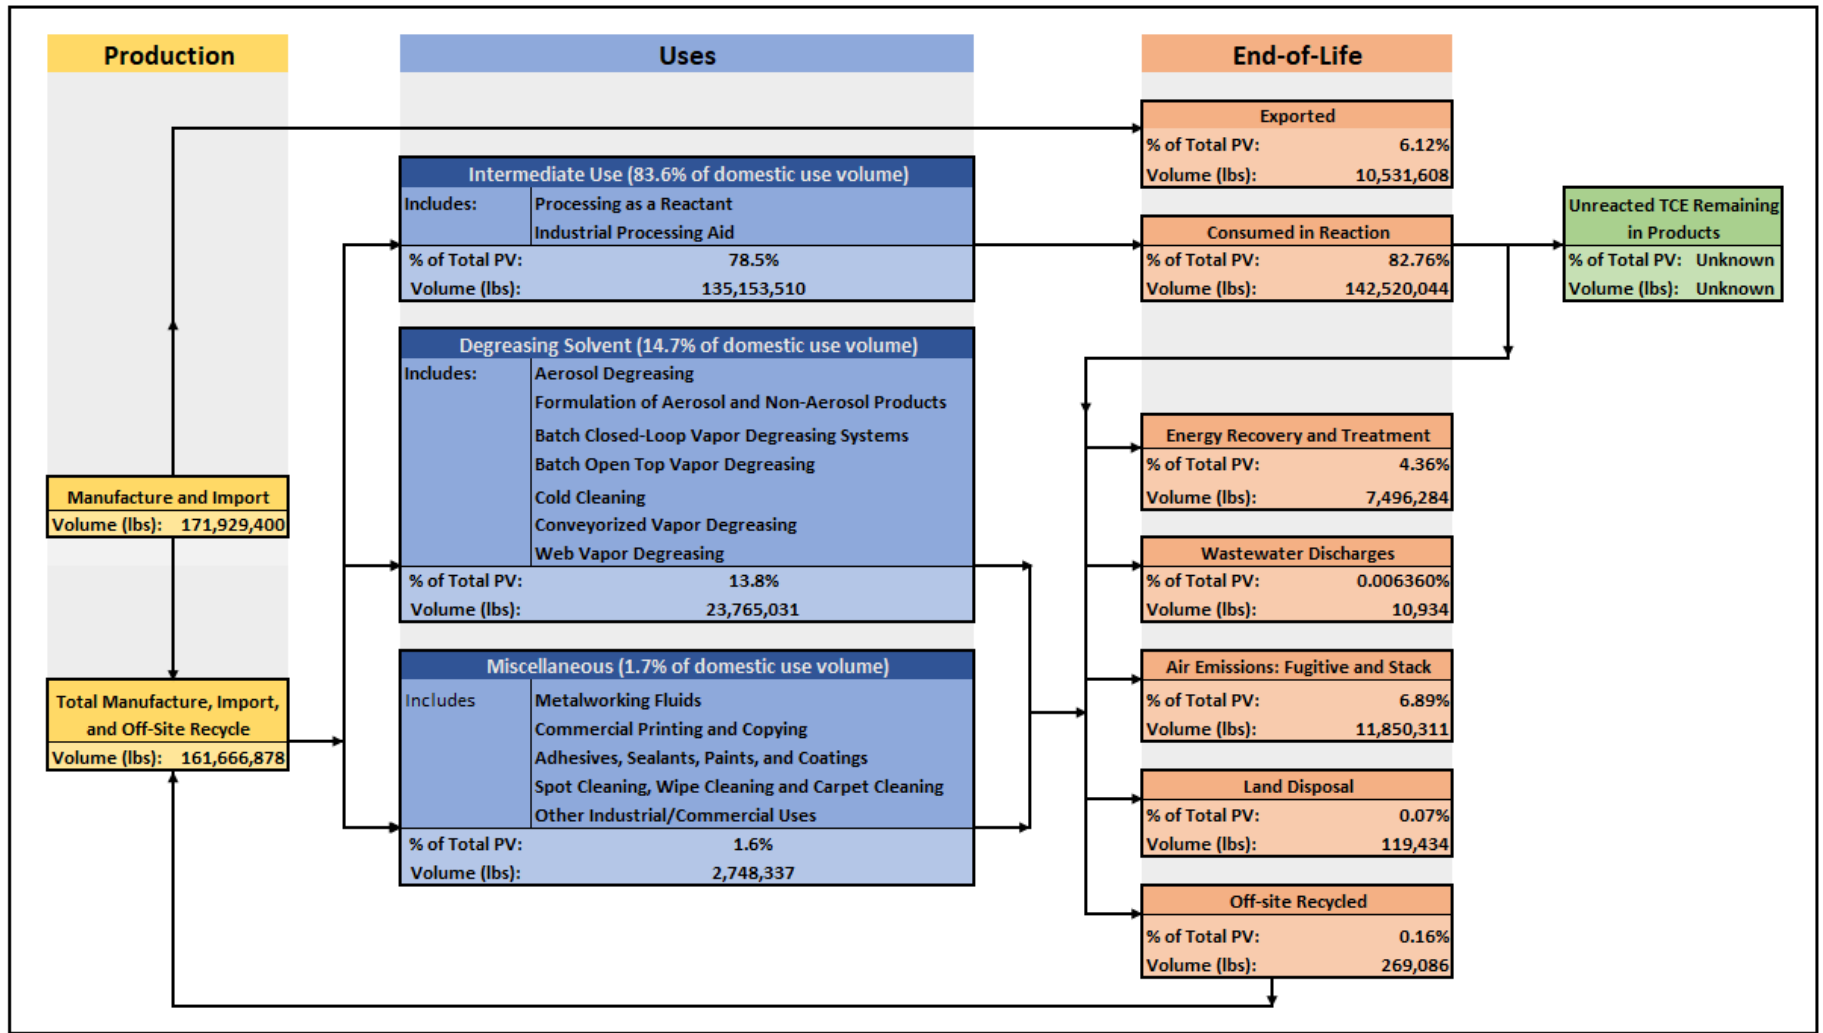 Production
Uses
End-of-Life
Exported
% of Total PV: 6.12%
Volume (lbs): 10,531,608
Intermediate Use (83.6% of domestic use volume)
Includes: Processing as a Reactant
Industrial Processing Aid
% of Total PV: 78.5%
Volume (lbs): 135,153,510
Consumed in Reaction
% of Total PV: 82.76%
Volume (lbs): 142,520,044
Unreacted TCE Remaining
in Products
% of Total PV: Unknown
Volume (lbs): Unknown
Degreasing Solvent (14.7% of domestic use volume)
Includes: Aerosol Degreasing
Formulation of Aerosol and Non-Aerosol Products
Batch Closed-Loop Vapor Degreasing Systems
Batch Open Top Vapor Degreasing
Cold Cleaning
Conveyorized Vapor Degreasing
Web Vapor Degreasing
% of Total PV: 13.8%
Volume (lbs): 23,765,031
Manufacture and Import
Volume (lbs): 171,929,400
Energy Recovery and Treatment
% of Total PV: 4.36%
Volume (lbs): 7,496,284
Wastewater Discharges
% of Total PV: 0.006360%
Volume (lbs): 10,934
Miscellaneous (1.7% of domestic use volume)
Includes Metalworking Fluids
Commercial Printing and Copying
Adhesives, Sealants, Paints, and Coatings
Spot Cleaning, Wipe Cleaning and Carpet Cleaning
Other Industrial/Commercial Uses
% of Total PV: 1.6%
Volume (lbs): 2,748,337
Total Manufacture, Import,
and Off-Site Recycle
Volume (lbs): 161,666,878
Air Emissions: Fugitive and Stack
% of Total PV: 6.89%
Volume (lbs): 11,850,311
Land Disposal
% of Total PV: 0.07%
Volume (lbs): 119,434
Off-site Recycled
% of Total PV: 0.16%
Volume (lbs): 269,086